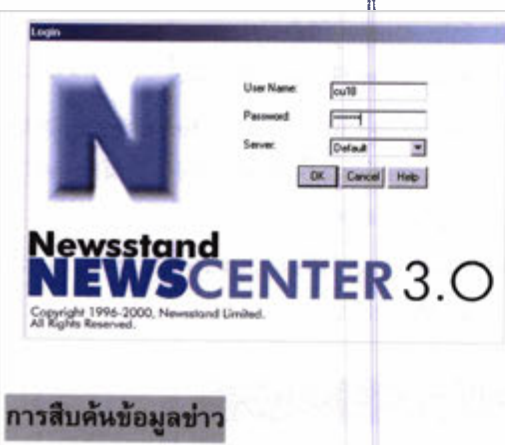 Login
User Name: cu18
Password:
Server: Default
OK Cancel Help
Newsstand
NEWSCENTER 3.0
Copyright 1996-2000, Newsstand Limited.
All Rights Reserved.
การสืบค้นข้อมูลข่าว